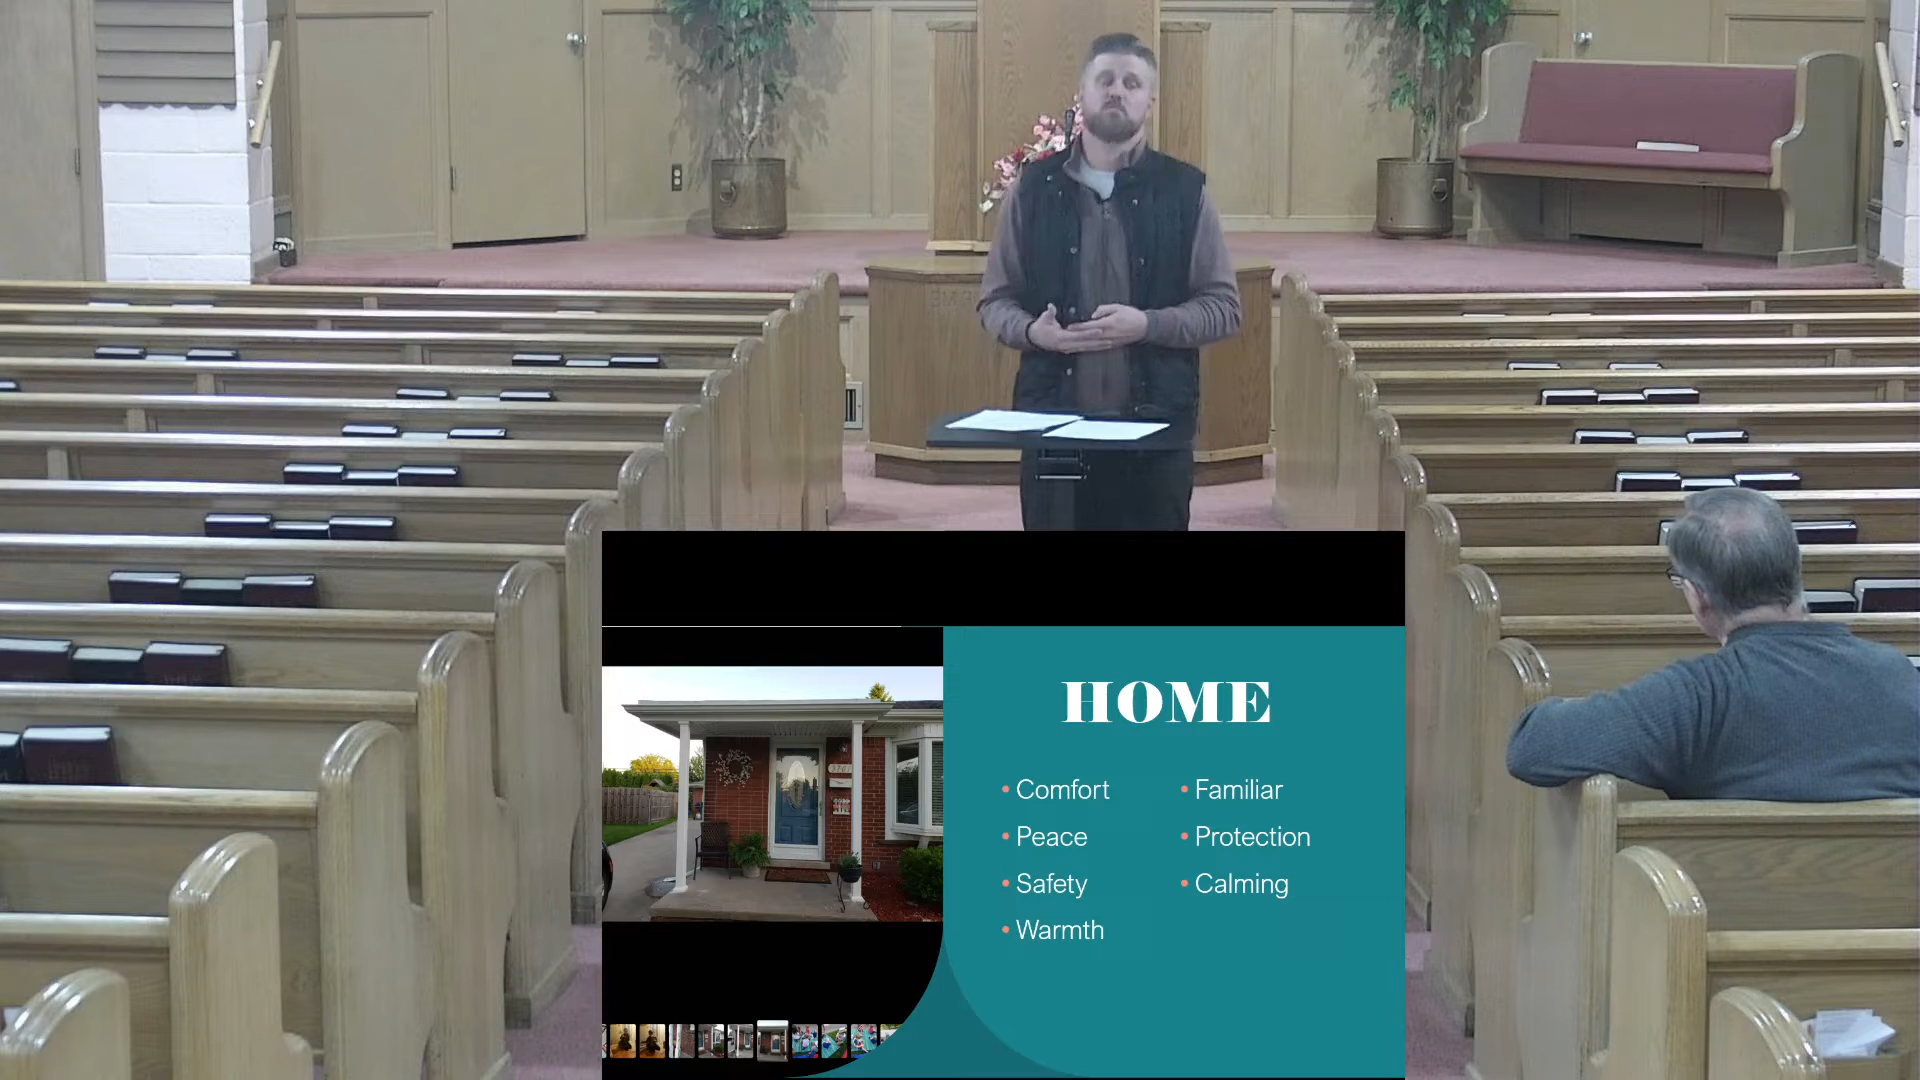 HOME
• Comfort
• Peace
• Safety
• Warmth
• Familiar
• Protection
• Calming